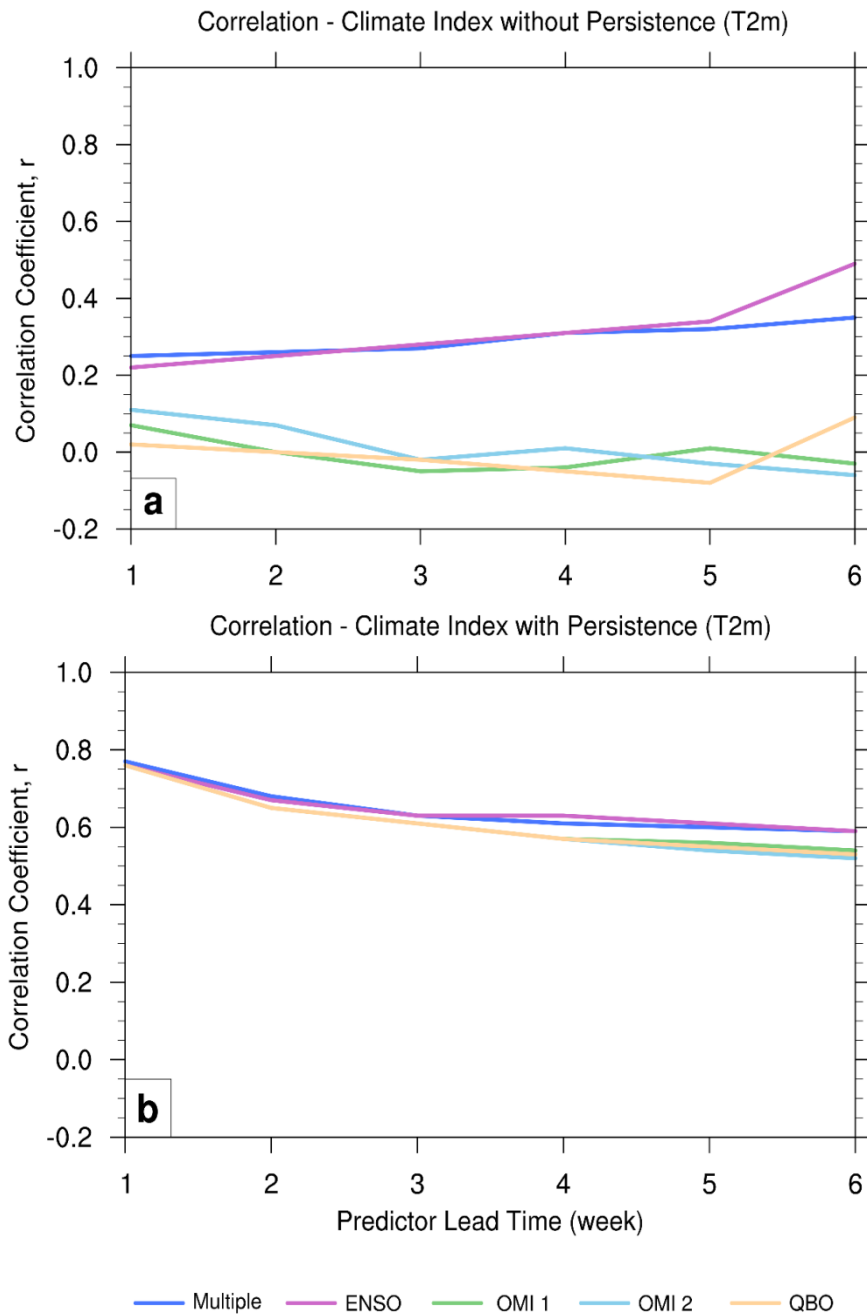 Correlation - Climate Index without Persistence (T2m)
1.0
0.8
0.6
0.4
0.2
0.0
-0.2
Correlation Coefficient, r
a
1 2 3 4 5 6
Correlation - Climate Index with Persistence (T2m)
1.0
0.8
0.6
0.4
0.2
0.0
-0.2
Correlation Coefficient, r
b
1 2 3 4 5 6
Predictor Lead Time (week)
Multiple ENSO OMI 1 OMI 2 QBO